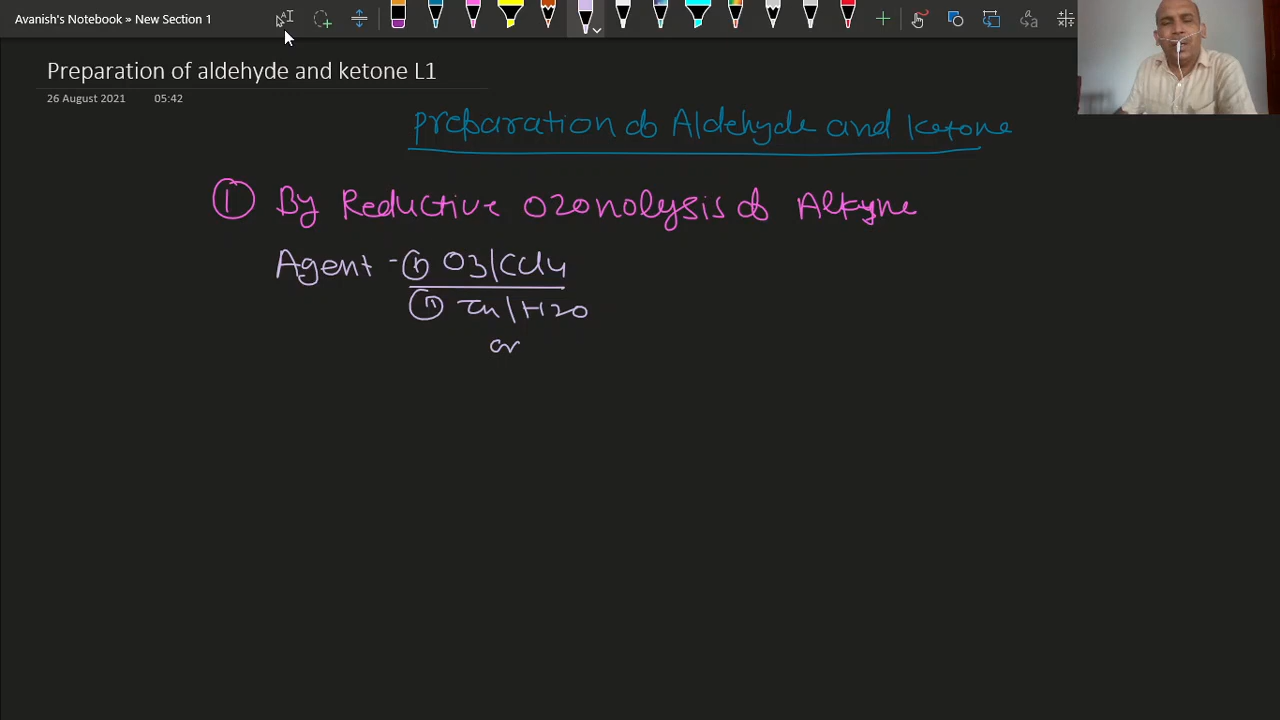 Avanish's Notebook » New Section 1
Preparation of aldehyde and ketone L1
26 August 2021 05:42
Preparation of Aldehyde and Ketone
① By Reductive Ozonolysis of Alkyne
Agent - ① O3/CCl4
② Zn/H2O
or